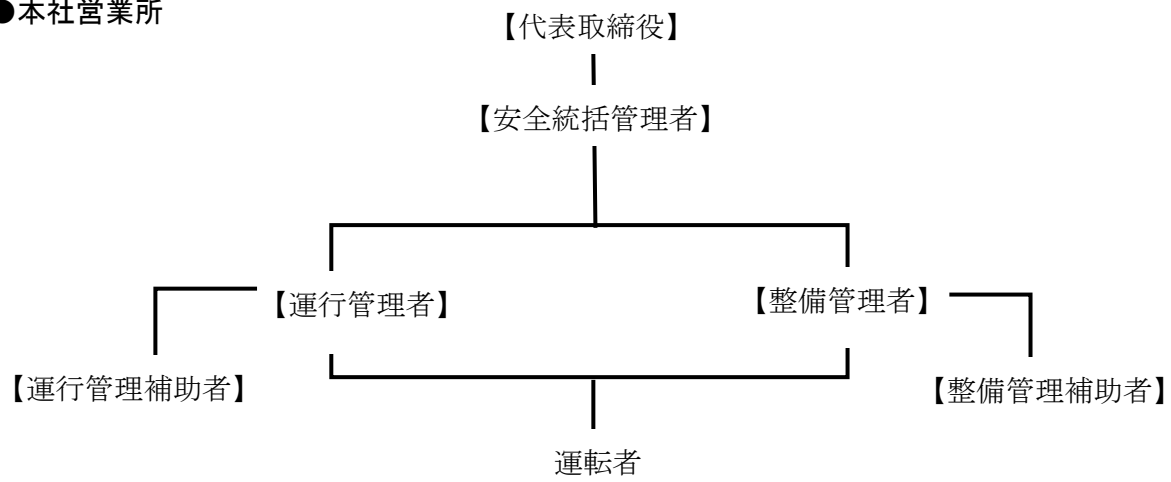 ●本社営業所
【代表取締役】
【安全統括管理者】
【運行管理者】
【整備管理者】
【運行管理補助者】
【整備管理補助者】
運転者